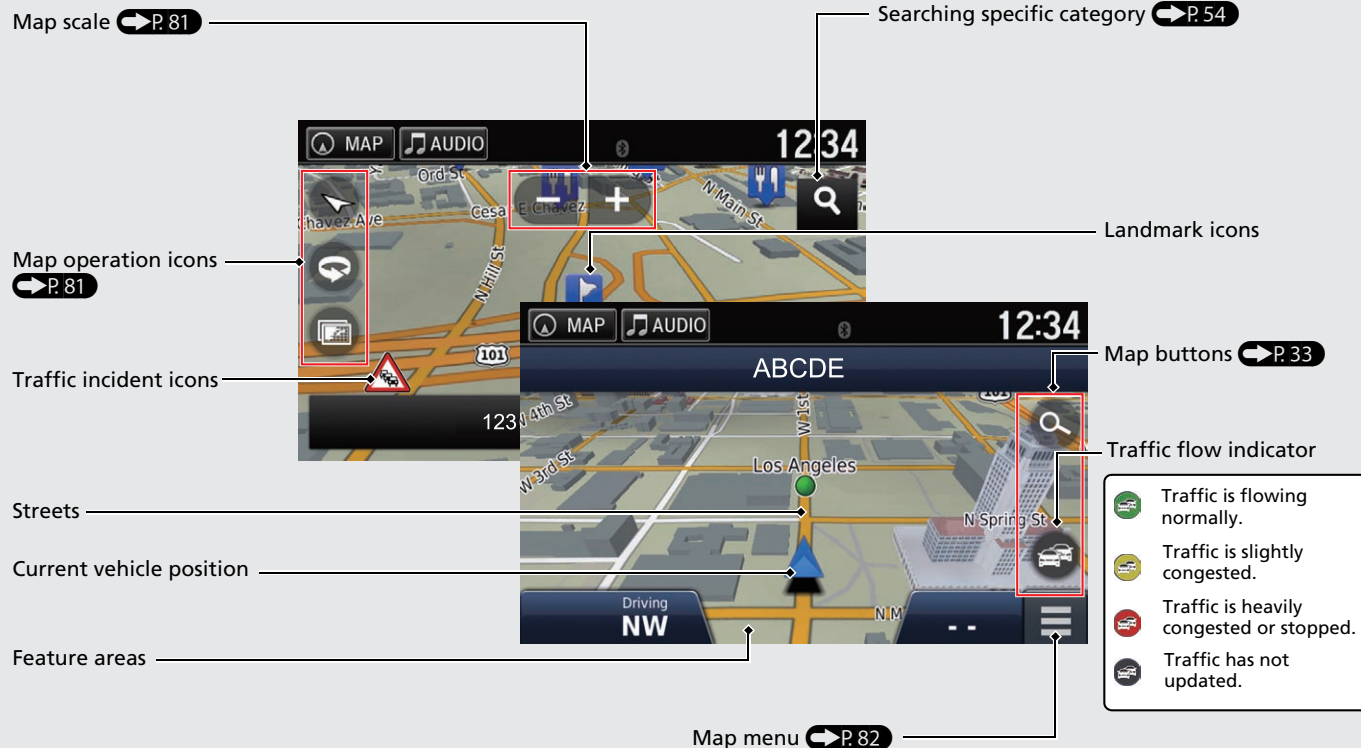 Map scale P. 81
Searching specific category P. 54
MAP AUDIO 12:34
Ord St
N Main St
Chavez Ave
Cesa E Chavez
N Hill St
Landmark icons
Map operation icons
P. 81
101
MAP AUDIO 12:34
Map buttons P. 33
ABCDE
Traffic incident icons
101
123
W 4th St
W 1st
Traffic flow indicator
Los Angeles
W 3rd St
Traffic is flowing
normally.
Streets
N Spring St
Traffic is slightly
congested.
Current vehicle position
Driving
NW
N M
- -
Traffic is heavily
congested or stopped.
Feature areas
Traffic has not
updated.
Map menu P. 82